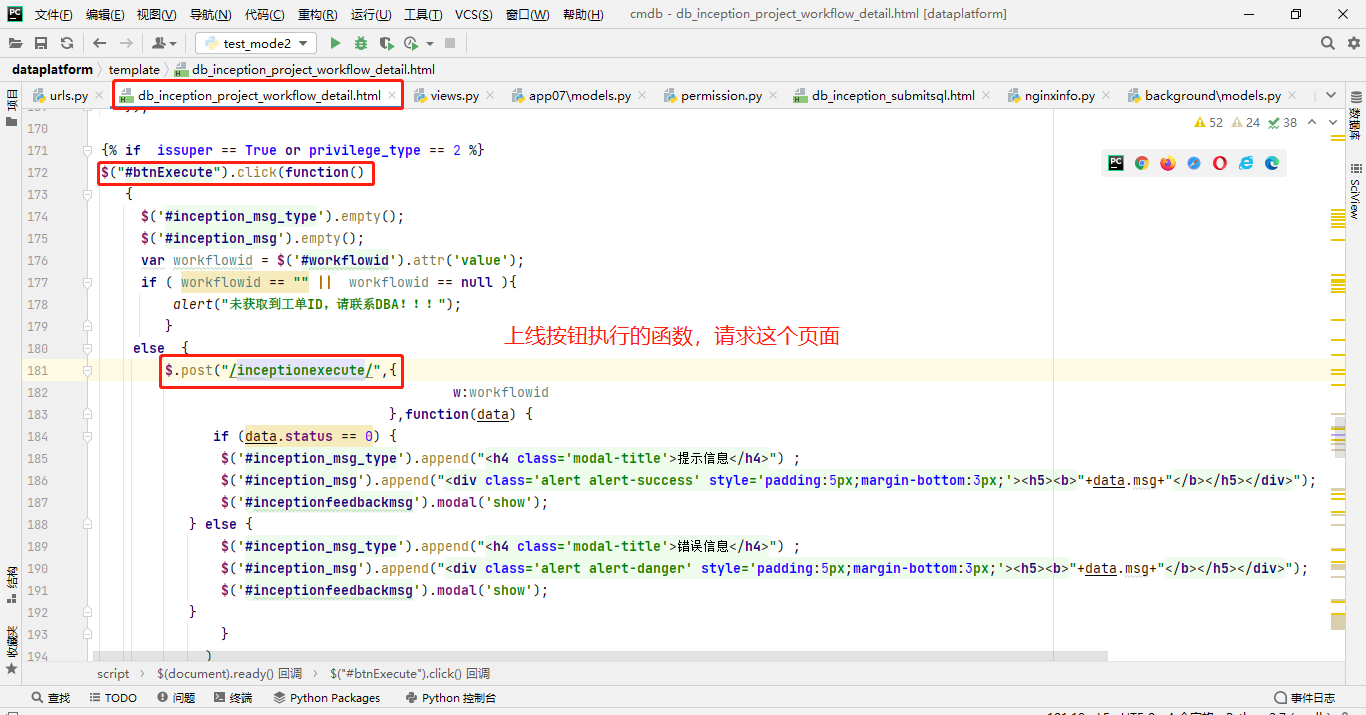 文件(F) 编辑(E) 视图(V) 导航(N) 代码(C) 重构(R) 运行(U) 工具(T) VCS(S) 窗口(W) 帮助(H) cmdb - db_inception_project_workflow_detail.html [dataplatform]
test_mode2
dataplatform template db_inception_project_workflow_detail.html
项目
urls.py db_inception_project_workflow_detail.html views.py app07\models.py permission.py db_inception_submitsql.html nginxinfo.py background\models.py
52 24 38
数据库
SciView
170
171 {% if issuper == True or privilege_type == 2 %}
172 $("#btnExecute").click(function()
173 {
174 $('#inception_msg_type').empty();
175 $('#inception_msg').empty();
176 var workflowid = $('#workflowid').attr('value');
177 if ( workflowid == "" || workflowid == null ){
178 alert("未获取到工单ID，请联系DBA！！！");
179 }
上线按钮执行的函数，请求这个页面
180 else {
181 $.post("/inceptionexecute/",{
182 w:workflowid
183 },function(data) {
184 if (data.status == 0) {
185 $('#inception_msg_type').append("<h4 class='modal-title'>提示信息</h4>") ;
186 $('#inception_msg').append("<div class='alert alert-success' style='padding:5px;margin-bottom:3px;'><h5><b>"+data.msg+"</b></h5></div>");
187 $('#inceptionfeedbackmsg').modal('show');
188 } else {
189 $('#inception_msg_type').append("<h4 class='modal-title'>错误信息</h4>") ;
190 $('#inception_msg').append("<div class='alert alert-danger' style='padding:5px;margin-bottom:3px;'><h5><b>"+data.msg+"</b></h5></div>");
191 $('#inceptionfeedbackmsg').modal('show');
192 }
193 }
194 )
结构
收藏夹
script $(document).ready() 回调 $("#btnExecute").click() 回调
查找 TODO 问题 终端 Python Packages Python 控制台 事件日志